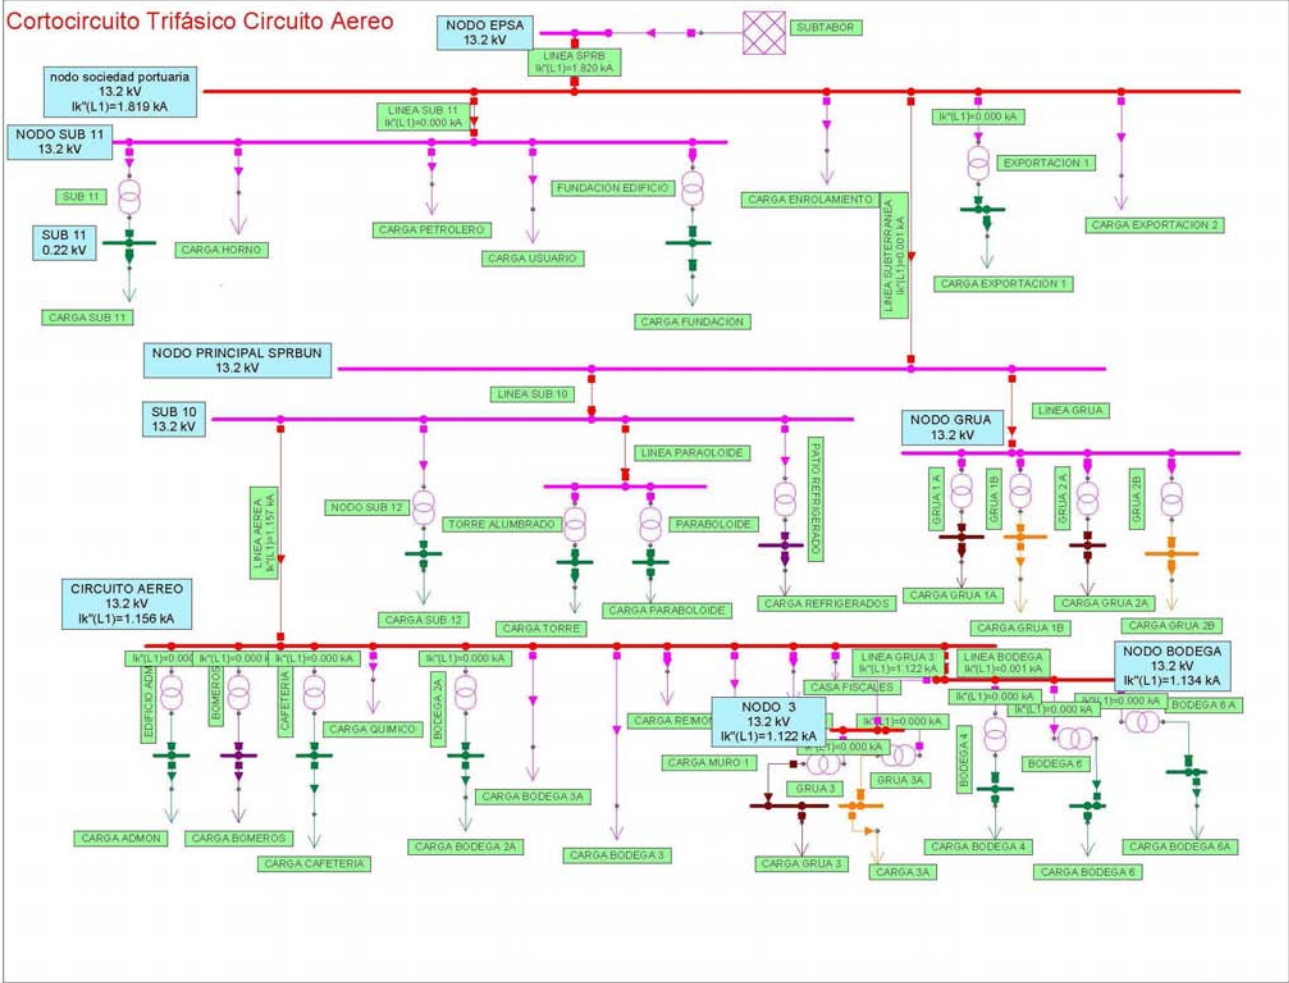 Cortocircuito Trifásico Circuito Aereo
NODO EPSA
13.2 kV
SUBTABOR
LINEA SPRB
Ik"(L1)=1.820 kA
nodo sociedad portuaria
13.2 kV
Ik"(L1)=1.819 kA
LINEA SUB 11
Ik"(L1)=0.000 kA
Ik"(L1)=0.000 kA
NODO SUB 11
13.2 kV
EXPORTACION 1
SUB 11
FUNDACION EDIFICIO
CARGA ENROLAMIENTO
LINEA SUBTERRANEA
Ik"(L1)=0.001 kA
CARGA EXPORTACION 2
SUB 11
0.22 kV
CARGA HORNO
CARGA PETROLERO
CARGA USUARIO
CARGA EXPORTACION 1
CARGA SUB 11
CARGA FUNDACION
NODO PRINCIPAL SPRBUN
13.2 kV
LINEA SUB 10
SUB 10
13.2 kV
LINEA GRUA
NODO GRUA
13.2 kV
LINEA PARAOLOIDE
PATIO REFRIGERADO
GRUA 1 A
GRUA 1B
GRUA 2 A
GRUA 2B
LINEA AEREA
Ik"(L1)=1.157 kA
NODO SUB 12
TORRE ALUMBRADO
PARABOLOIDE
CIRCUITO AEREO
13.2 kV
Ik"(L1)=1.156 kA
CARGA SUB 12
CARGA TORRE
CARGA PARABOLOIDE
CARGA REFRIGERADOS
CARGA GRUA 1A
CARGA GRUA 1B
CARGA GRUA 2A
CARGA GRUA 2B
Ik"(L1)=0.000 kA
Ik"(L1)=0.000 kA
LINEA GRUA 3
Ik"(L1)=1.122 kA
LINEA BODEGA
Ik"(L1)=0.001 kA
NODO BODEGA
13.2 kV
Ik"(L1)=1.134 kA
EDIFICIO ADM
BOMEROS
CAFETERIA
CARGA QUIMICO
BODEGA 2A
CASA FISCALES
Ik"(L1)=0.000 kA
Ik"(L1)=0.000 kA
BODEGA 6 A
CARGA REIMON
NODO 3
13.2 kV
Ik"(L1)=1.122 kA
Ik"(L1)=0.000 kA
CARGA MURO 1
GRUA 3
GRUA 3A
BODEGA 4
BODEGA 6
CARGA BODEGA 3A
CARGA ADMON
CARGA BOMEROS
CARGA CAFETERIA
CARGA BODEGA 2A
CARGA BODEGA 3
CARGA GRUA 3
CARGA 3A
CARGA BODEGA 4
CARGA BODEGA 6
CARGA BODEGA 6A